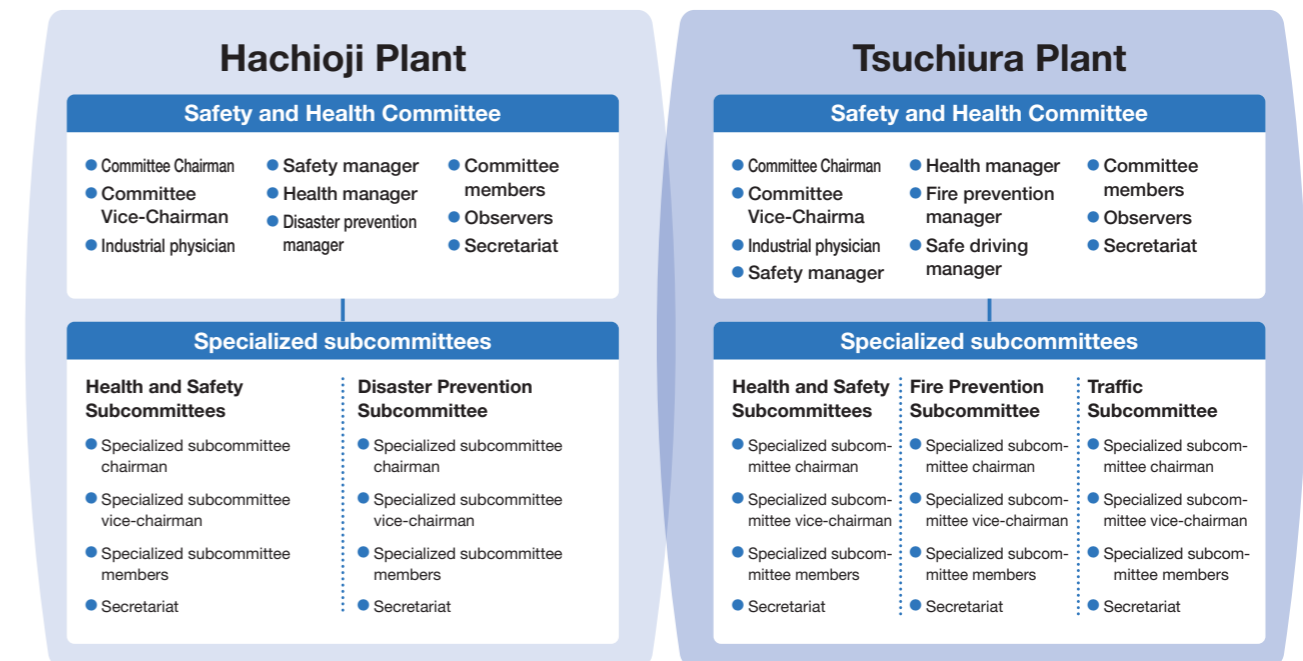 Hachioji Plant
Safety and Health Committee
Committee Chairman
Committee
Vice-Chairman
Industrial physician
Safety manager
Health manager
Disaster prevention
manager
Committee
members
Observers
Secretariat
Specialized subcommittees
Health and Safety
Subcommittees
Specialized subcommittee
chairman
Specialized subcommittee
vice-chairman
Specialized subcommittee
members
Secretariat
Disaster Prevention
Subcommittee
Specialized subcommittee
chairman
Specialized subcommittee
vice-chairman
Specialized subcommittee
members
Secretariat
Tsuchiura Plant
Safety and Health Committee
Committee Chairman
Committee
Vice-Chairma
Industrial physician
Safety manager
Health manager
Fire prevention
manager
Safe driving
manager
Committee
members
Observers
Secretariat
Specialized subcommittees
Health and Safety
Subcommittees
Specialized subcom-
mittee chairman
Specialized subcom-
mittee vice-chairman
Specialized subcom-
mittee members
Secretariat
Fire Prevention
Subcommittee
Specialized subcom-
mittee chairman
Specialized subcom-
mittee vice-chairman
Specialized subcom-
mittee members
Secretariat
Traffic
Subcommittee
Specialized subcom-
mittee chairman
Specialized subcom-
mittee vice-chairman
Specialized subcom-
mittee members
Secretariat